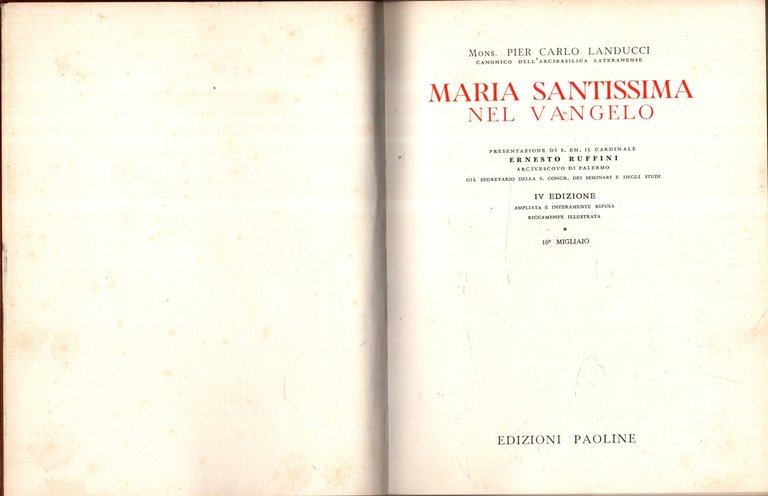 Mons. PIER CARLO LANDUCCI
CANONICO DELL'ARCIBASILICA LATERANENSE
MARIA SANTISSIMA
NEL VANGELO
PRESENTAZIONE DI S. EM. IL CARDINALE
ERNESTO RUFFINI
ARCIVESCOVO DI PALERMO
GIÀ SEGRETARIO DELLA S. CONGR. DEI SEMINARI E DEGLI STUDI
IV EDIZIONE
AMPLIATA E INTERAMENTE RIFUSA
RICCAMENTE ILLUSTRATA
*
16º MIGLIAIO
EDIZIONI PAOLINE